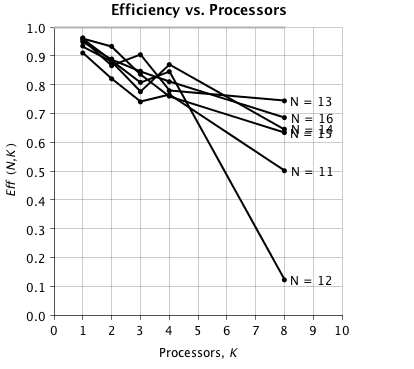 Efficiency vs. Processors
1.0
0.9
0.8
0.7
0.6
0.5
0.4
0.3
0.2
0.1
0.0
Eff (N,K)
N = 13
N = 16
N = 14
N = 15
N = 11
N = 12
0 1 2 3 4 5 6 7 8 9 10
Processors, K